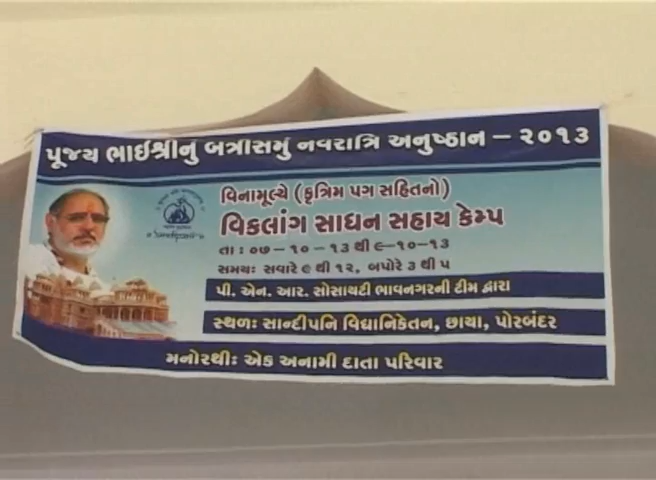 પૂજય ભાઇશ્રીનુ બત્રાસમું નવરાત્રિ અનુષ્ઠાન – ૨૦૧૩
વિનામૂલ્યે (કૃત્રિમ પગ સહિતનો)
વિકલાંગ સાધન સહાય કેમ્પ
તા : ૦૭ – ૧૦ – ૧૩ થી ૯-૧૦-૧૩
સમયઃ સવારે ૯ થી ૧૨, બપોરે ૩ થી ૫
પી. એન. આર. સોસાયટી ભાવનગરની ટીમ દ્વારા
સ્થળઃ સાન્દીપનિ વિદ્યાનિકેતન, છાયા, પોરબંદર
મનોરથીઃ એક અનામી દાતા પરિવાર